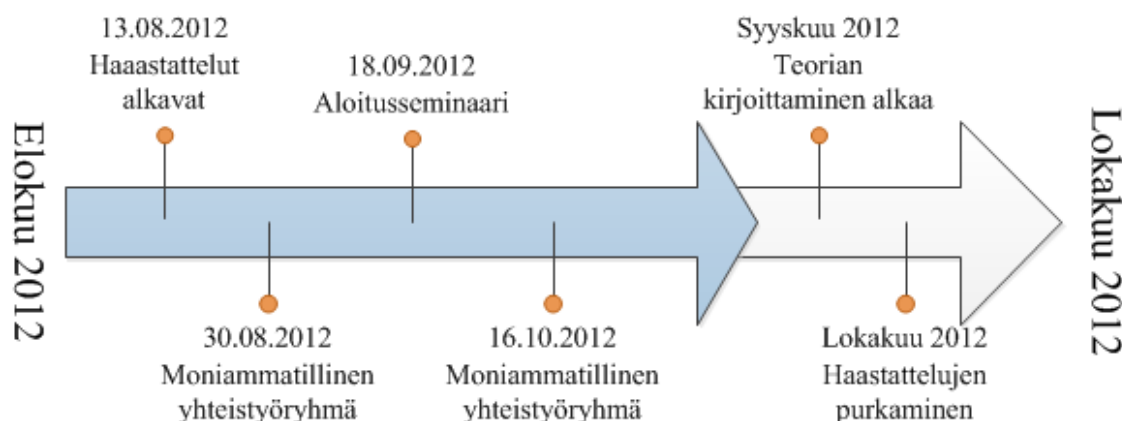 Elokuu 2012
13.08.2012
Haaastattelut
alkavat
30.08.2012
Moniammatillinen
yhteistyöryhmä
18.09.2012
Aloitusseminaari
16.10.2012
Moniammatillinen
yhteistyöryhmä
Syyskuu 2012
Teorian
kirjoittaminen alkaa
Lokakuu 2012
Haastattelujen
purkaminen
Lokakuu 2012